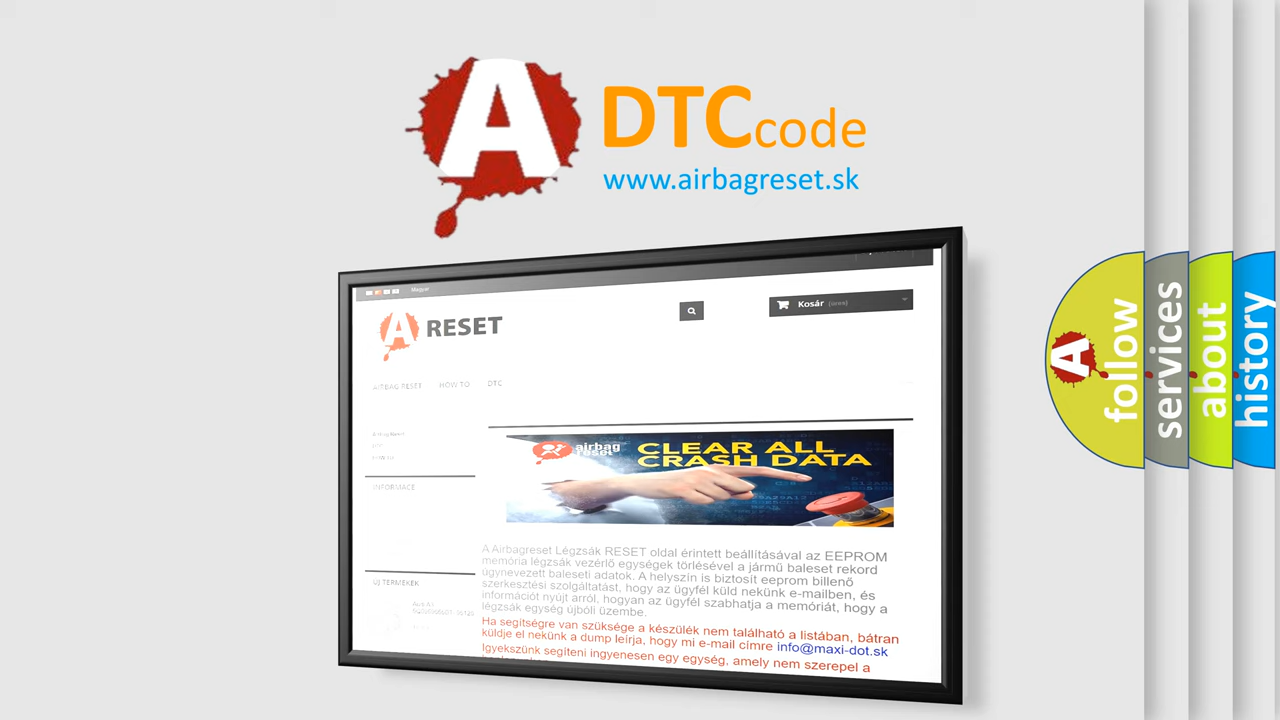 A DTC code
www.airbagreset.sk
Magyar
A RESET
Kosár (üres)
AIRBAG RESET HOW TO DTC
INFORMACE
airbag
reset
CLEAR ALL
CRASH DATA
A Airbagreset Légzsák RESET oldal érintett beállításával az EEPROM
memória légzsák vezérlő egységek törlésével a jármű baleset rekord
úgynevezett baleseti adatok. A helyszín is biztosít eeprom billenő
szerkesztési szolgáltatást, hogy az ügyfél küld nekünk e-mailben, és
információt nyújt arról, hogyan az ügyfél szabhatja a memóriát, hogy a
légzsák egység újbóli üzembe.
Ha segítségre van szüksége a készülék nem található a listában, bátran
küldje el nekünk a dump leírja, hogy mi e-mail címre info@maxi-dot.sk
Igyekszünk segíteni ingyenesen egy egység, amely nem szerepel a
ÚJ TERMÉKEK
A follow
services
about
history